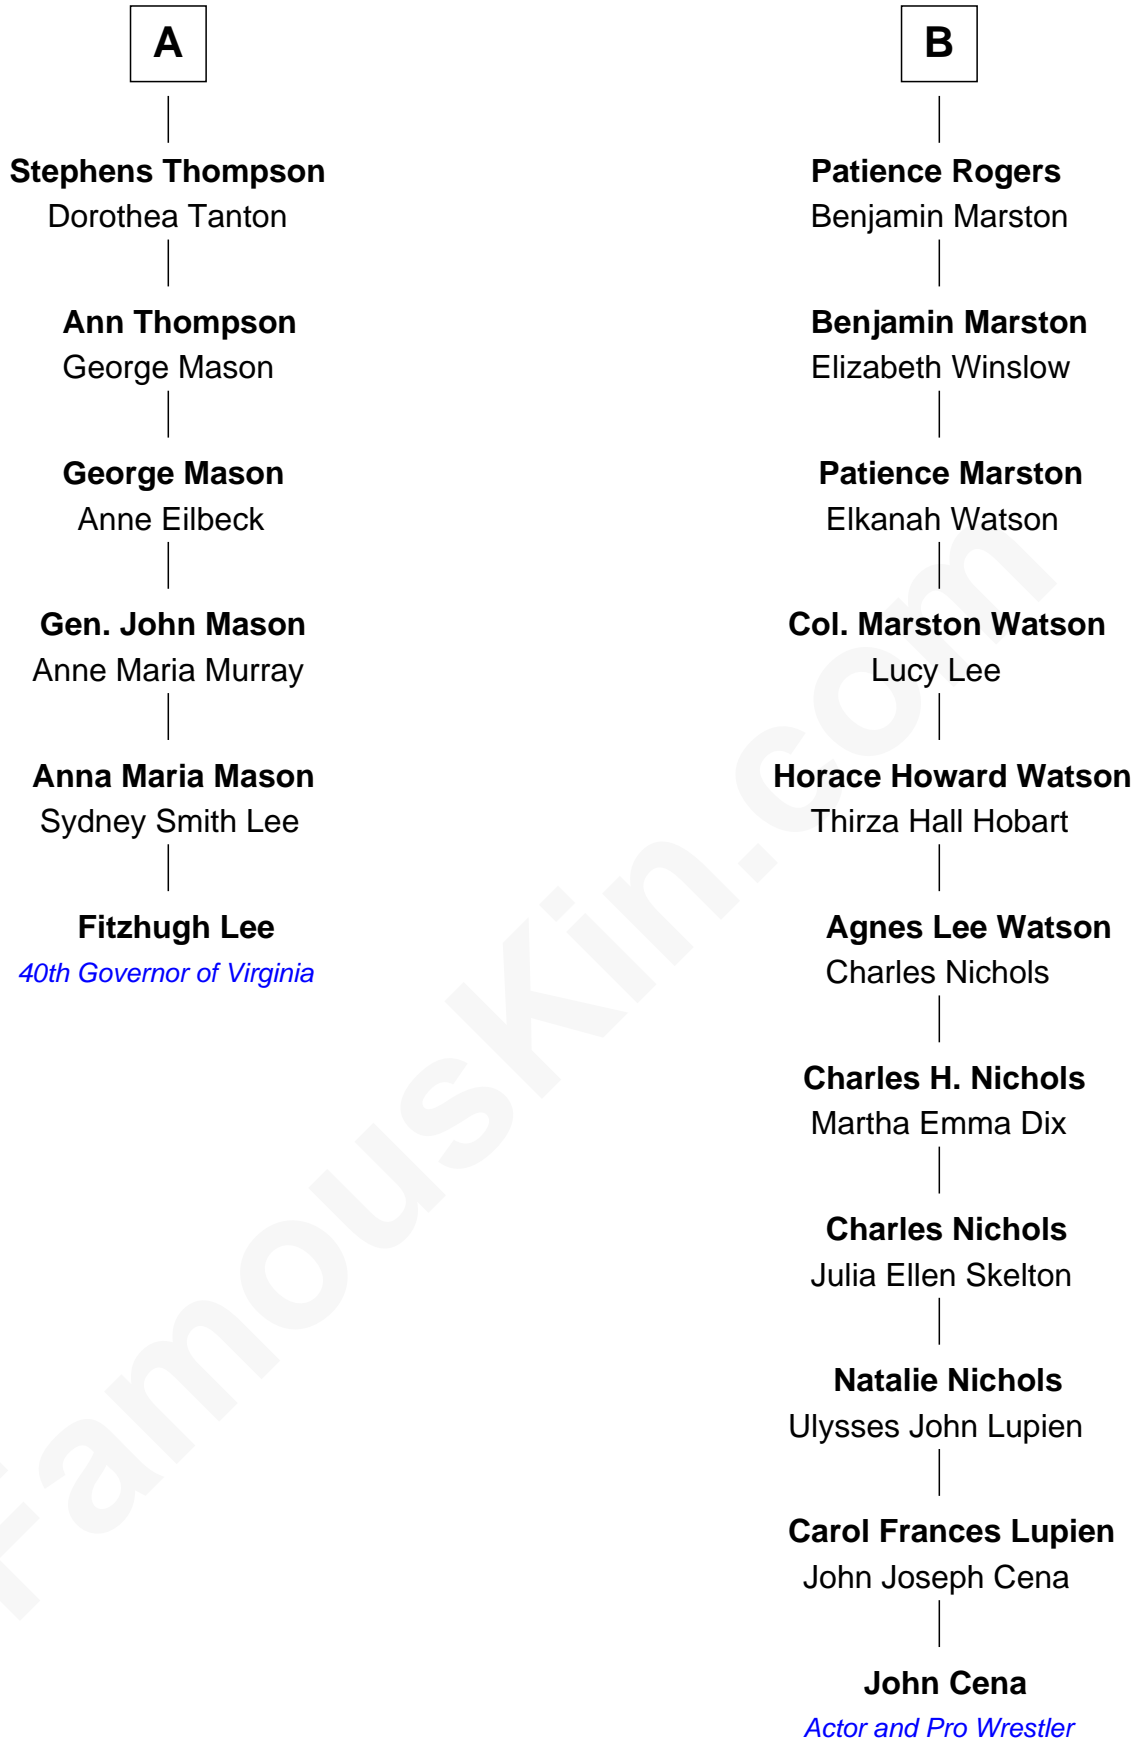 A
Stephens Thompson
Dorothea Tanton
Ann Thompson
George Mason
George Mason
Anne Eilbeck
Gen. John Mason
Anne Maria Murray
Anna Maria Mason
Sydney Smith Lee
Fitzhugh Lee
40th Governor of Virginia
B
Patience Rogers
Benjamin Marston
Benjamin Marston
Elizabeth Winslow
Patience Marston
Elkanah Watson
Col. Marston Watson
Lucy Lee
Horace Howard Watson
Thirza Hall Hobart
Agnes Lee Watson
Charles Nichols
Charles H. Nichols
Martha Emma Dix
Charles Nichols
Julia Ellen Skelton
Natalie Nichols
Ulysses John Lupien
Carol Frances Lupien
John Joseph Cena
John Cena
Actor and Pro Wrestler
FamousKin.com